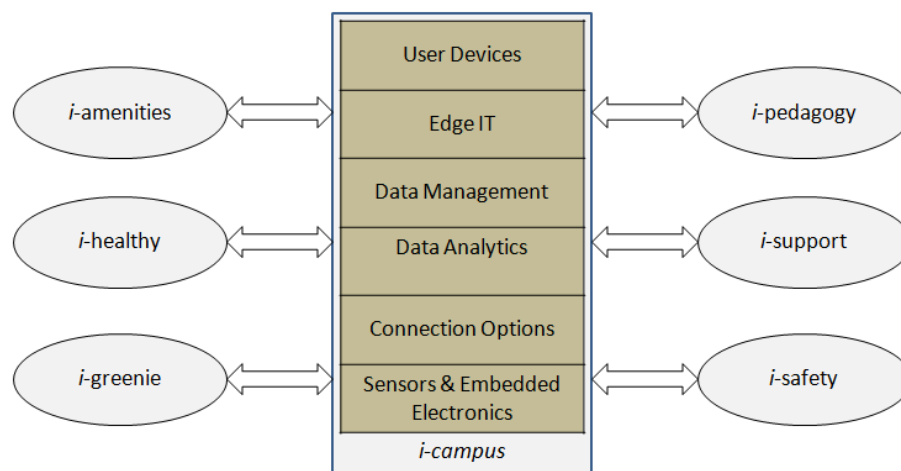 User Devices
i-amenities
i-pedagogy
Edge IT
Data Management
i-healthy
Data Analytics
i-support
Connection Options
i-greenie
Sensors & Embedded
Electronics
i-safety
i-campus